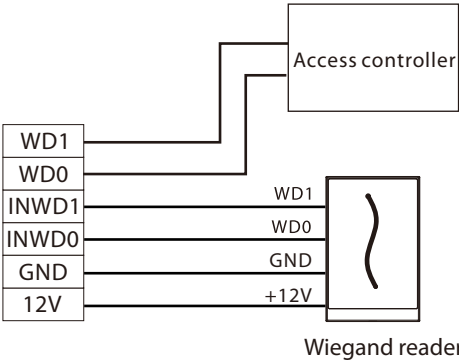 Access controller
WD1
WD0
INWD1
INWD0
GND
12V
WD1
WD0
GND
+12V
Wiegand reader